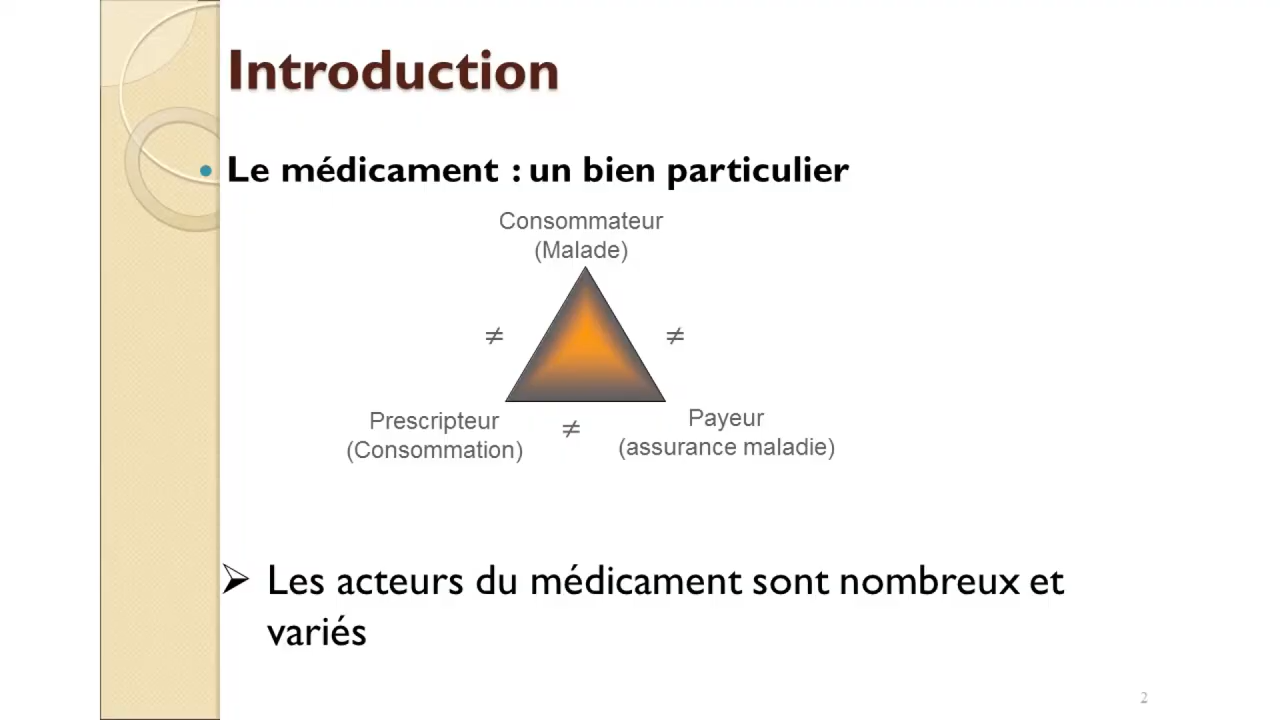 Introduction
• Le médicament : un bien particulier
Consommateur
(Malade)
≠ ≠
Prescripteur
(Consommation)
≠
Payeur
(assurance maladie)
➢ Les acteurs du médicament sont nombreux et
variés
2